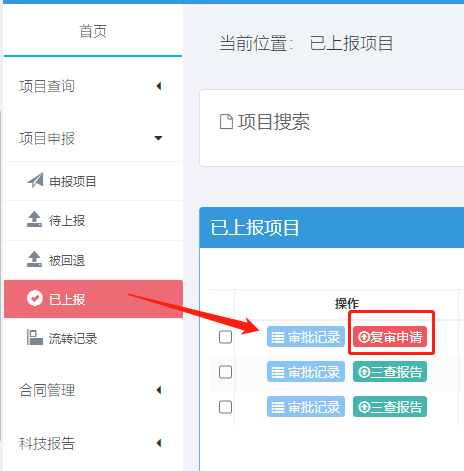 首页
项目查询
项目申报
申报项目
待上报
被回退
已上报
流转记录
合同管理
科技报告
当前位置: 已上报项目
项目搜索
已上报项目
操作
审批记录 复审申请
审批记录 三查报告
审批记录 三查报告